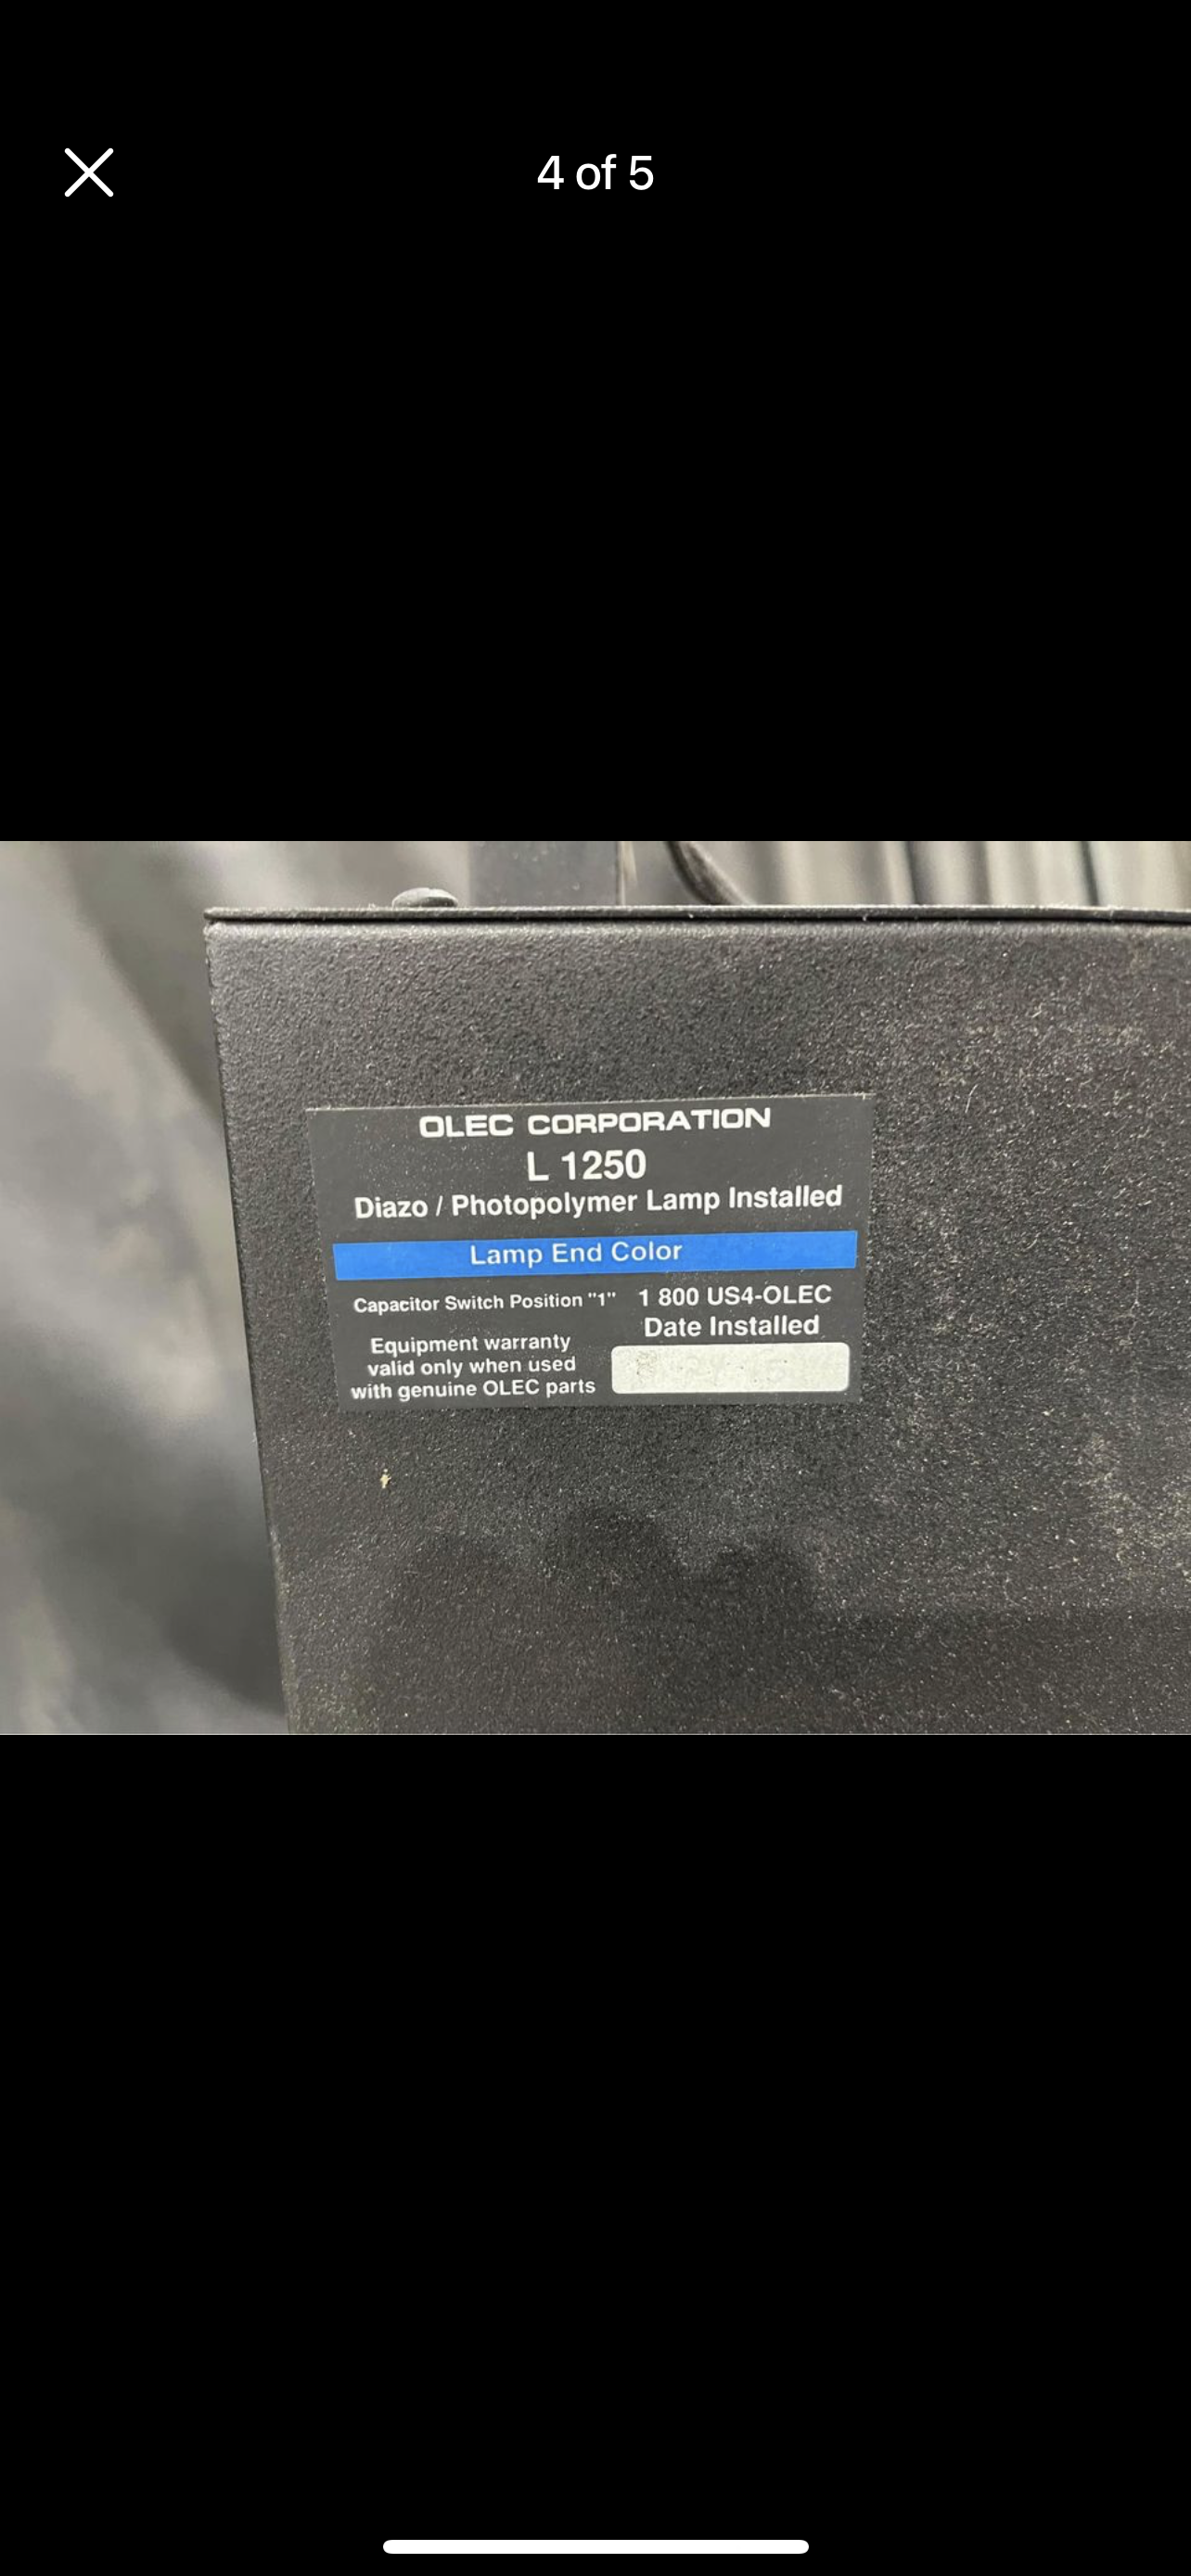 4 of 5
OLEC CORPORATION
L 1250
Diazo / Photopolymer Lamp Installed
Lamp End Color
Capacitor Switch Position "1"
1 800 US4-OLEC
Date Installed
Equipment warranty
valid only when used
with genuine OLEC parts